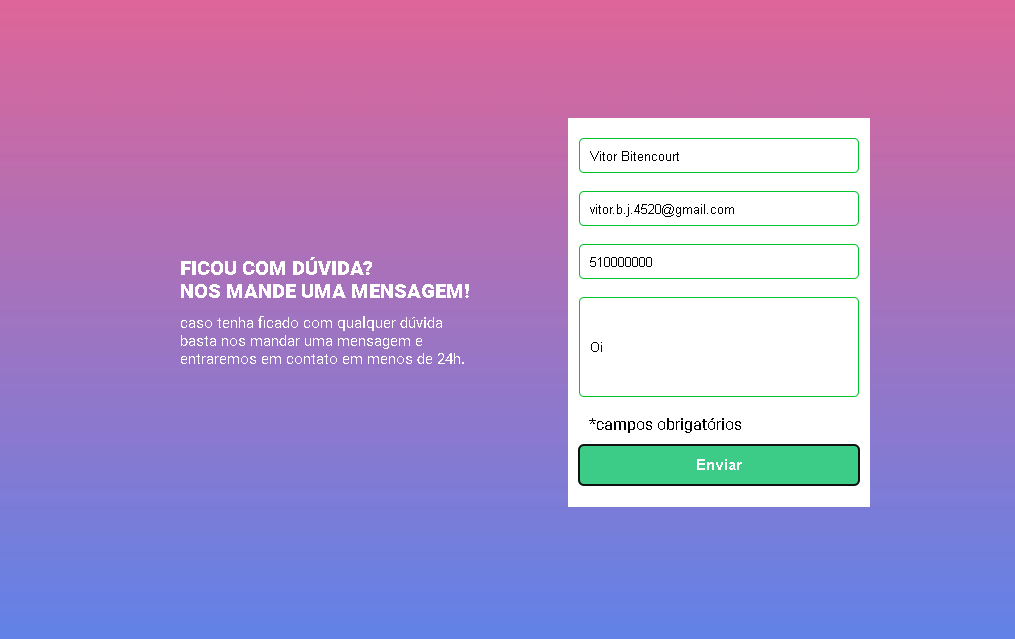 FICOU COM DÚVIDA?
NOS MANDE UMA MENSAGEM!
caso tenha ficado com qualquer dúvida
basta nos mandar uma mensagem e
entraremos em contato em menos de 24h.
Vitor Bitencourt
vitor.b.j.4520@gmail.com
510000000
Oi
*campos obrigatórios
Enviar